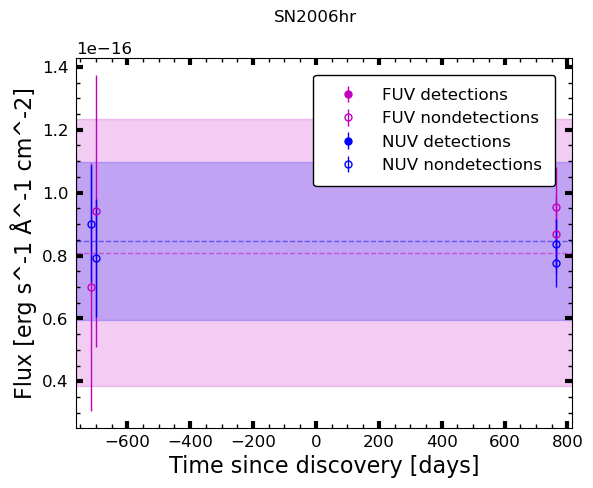 SN2006hr
1e−16
1.4
1.2
1.0
0.8
0.6
0.4
Flux [erg s^-1 Å^-1 cm^-2]
FUV detections
FUV nondetections
NUV detections
NUV nondetections
−600 −400 −200 0 200 400 600 800
Time since discovery [days]